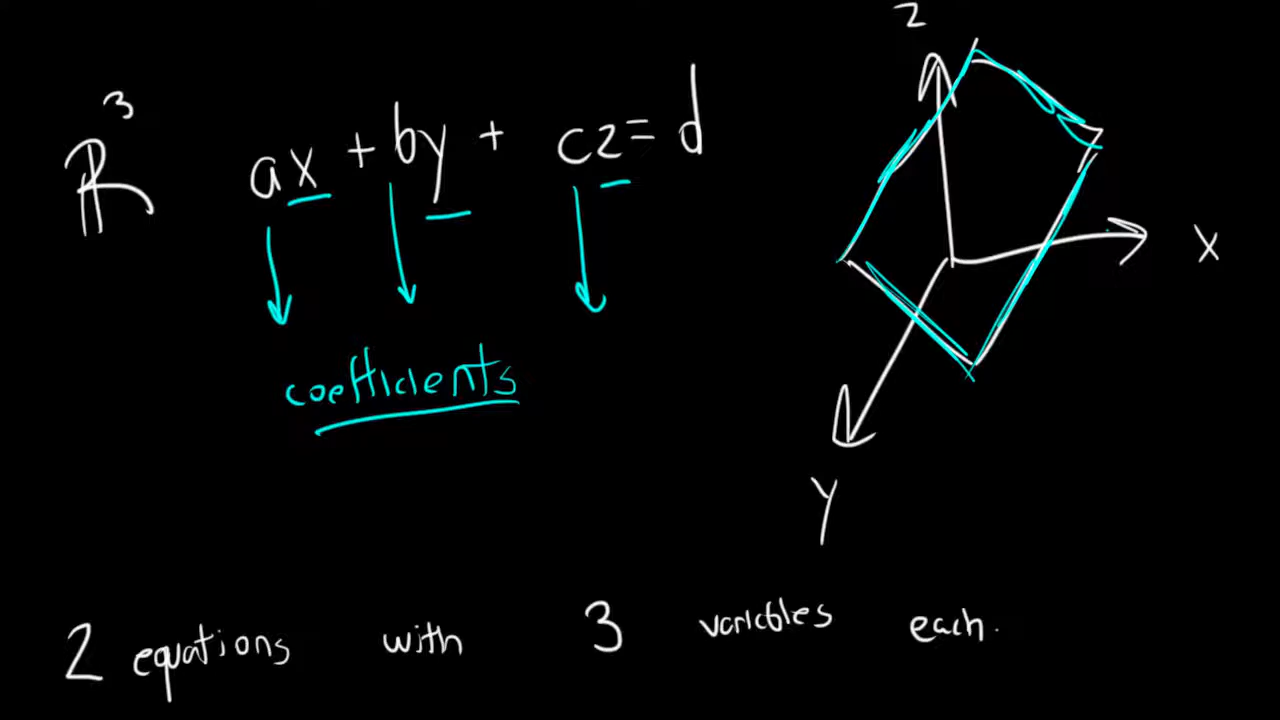 ℝ³ ax + by + cz = d
coefficients
z
x
y
2 equations with 3 variables each.